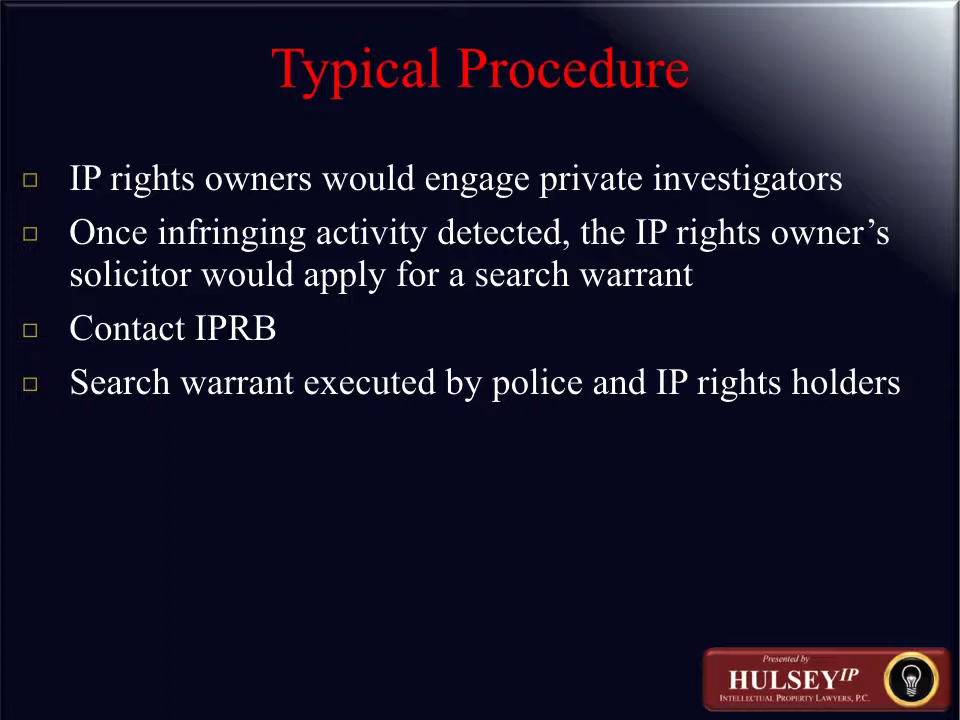 Typical Procedure
IP rights owners would engage private investigators
Once infringing activity detected, the IP rights owner’s
solicitor would apply for a search warrant
Contact IPRB
Search warrant executed by police and IP rights holders
Presented by
HULSEY IP
INTELLECTUAL PROPERTY LAWYERS, P.C.